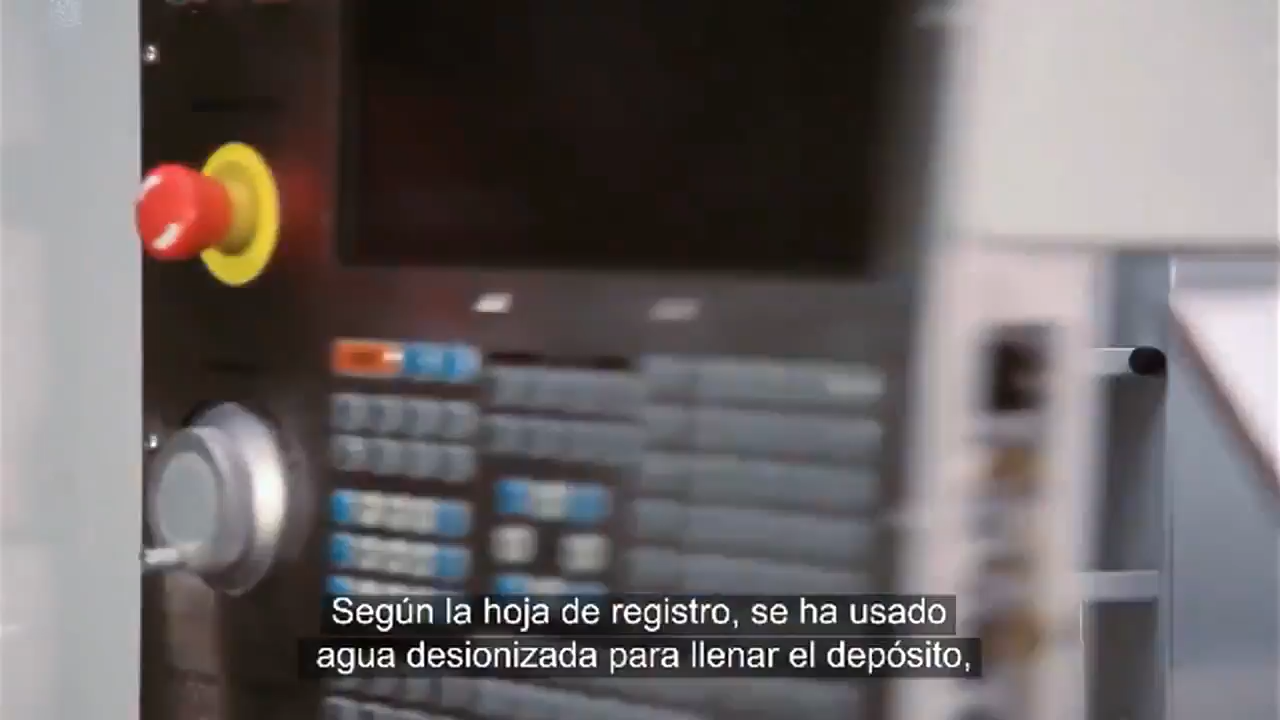 Según la hoja de registro, se ha usado
agua desionizada para llenar el depósito,